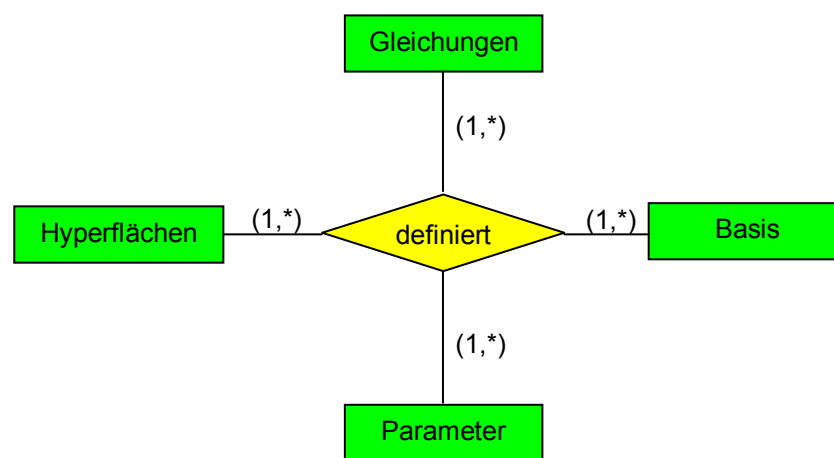 Gleichungen
(1,*)
Hyperflächen
(1,*)
definiert
(1,*)
Basis
(1,*)
Parameter